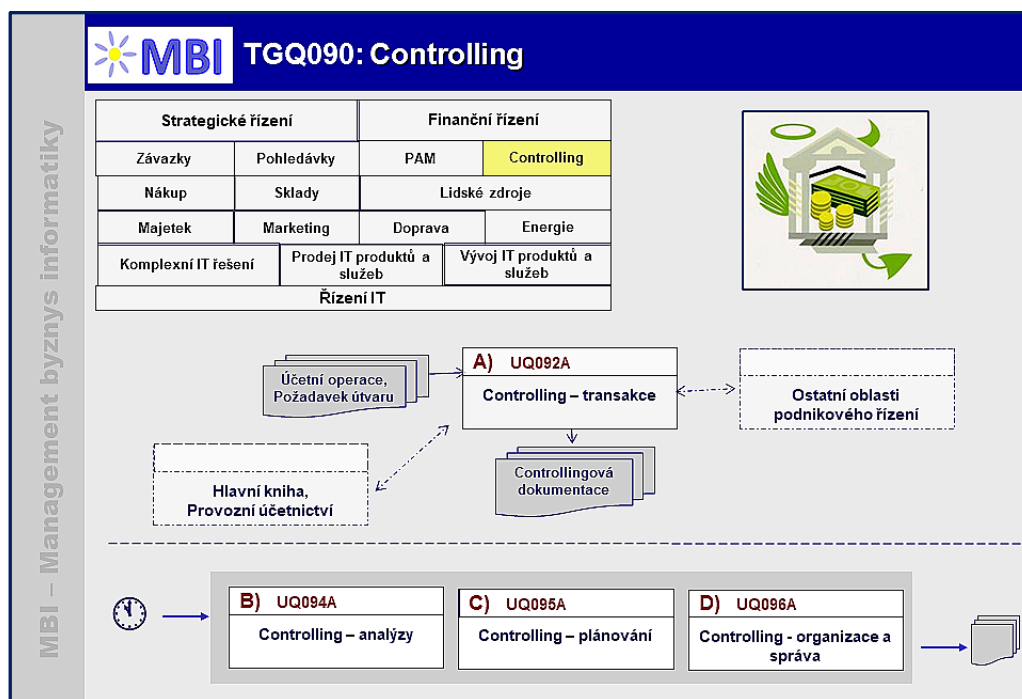 MBI
TGQ090: Controlling
MBI – Management byznys informatiky
Strategické řízení
Finanční řízení
Závazky
Pohledávky
PAM
Controlling
Nákup
Sklady
Lidské zdroje
Majetek
Marketing
Doprava
Energie
Komplexní IT řešení
Prodej IT produktů a
služeb
Vývoj IT produktů a
služeb
Řízení IT
Účetní operace,
Požadavek útvaru
A) UQ092A
Controlling – transakce
Ostatní oblasti
podnikového řízení
Hlavní kniha,
Provozní účetnictví
Controllingová
dokumentace
B) UQ094A
Controlling – analýzy
C) UQ095A
Controlling – plánování
D) UQ096A
Controlling - organizace a
správa